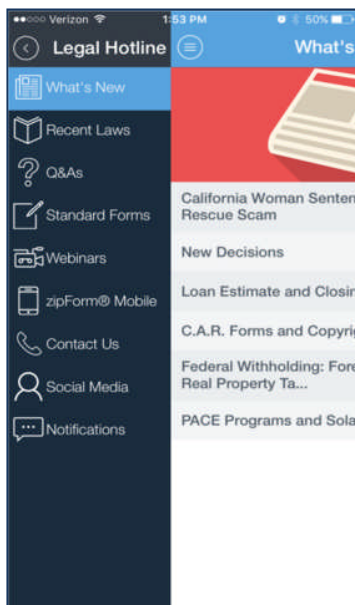 Verizon 1:53 PM 50%
Legal Hotline
What's
What's New
Recent Laws
Q&As
Standard Forms
Webinars
zipForm® Mobile
Contact Us
Social Media
Notifications
California Woman Senten
Rescue Scam
New Decisions
Loan Estimate and Closin
C.A.R. Forms and Copyrig
Federal Withholding: Fore
Real Property Ta...
PACE Programs and Sola